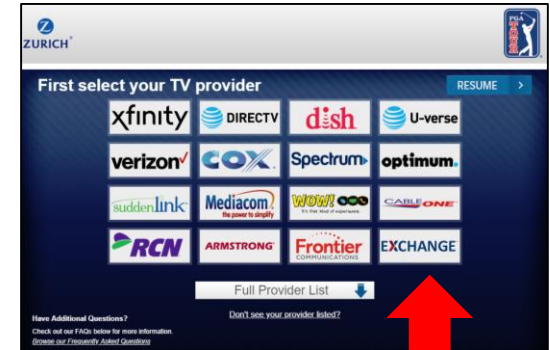 ZURICH
PGA TOUR
First select your TV provider
RESUME >
xfinity
DIRECTV
dish
U-verse
verizon
COX
Spectrum
optimum.
suddenlink
Mediacom
the power to simplify
WOW!
It's that kind of experience.
CABLE ONE
RCN
ARMSTRONG
Frontier
COMMUNICATIONS
EXCHANGE
Full Provider List
Have Additional Questions?
Don't see your provider listed?
Check out our FAQs below for more information.
Browse our Frequently Asked Questions